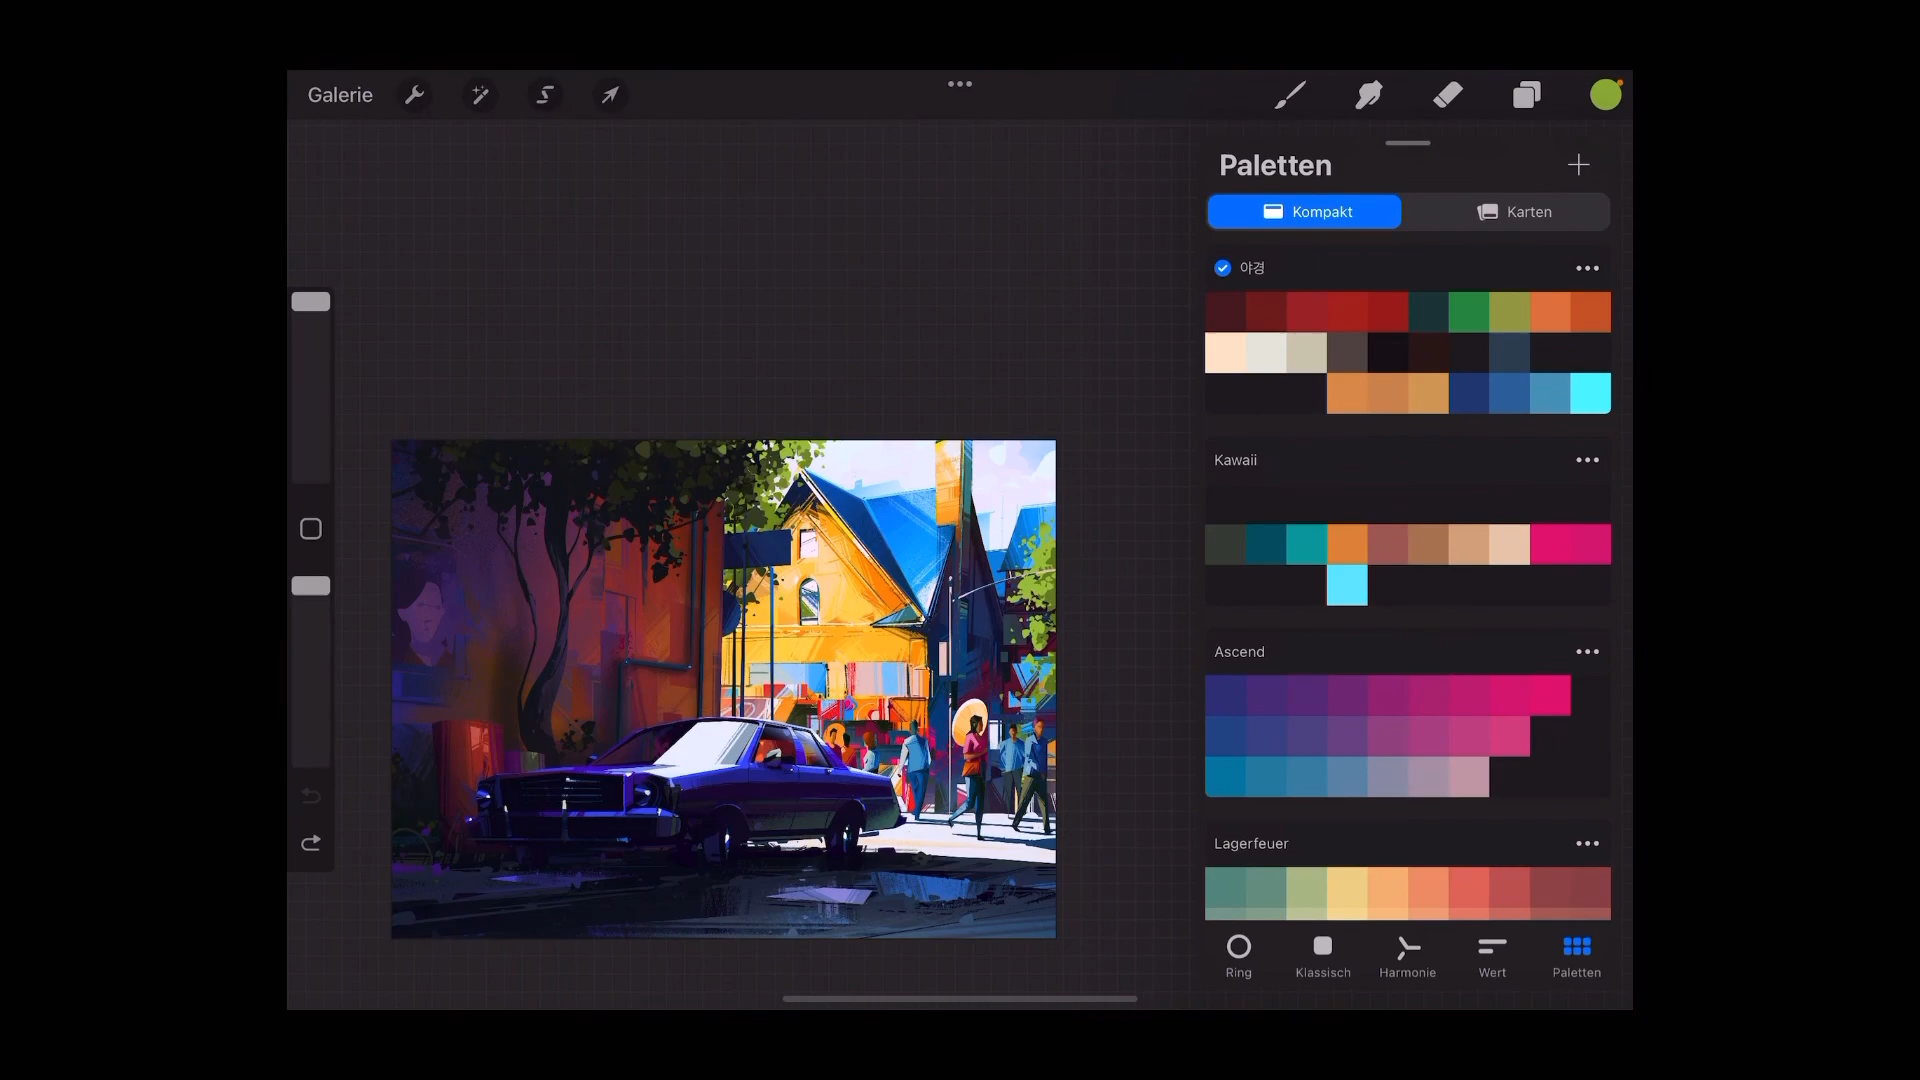 Galerie
Paletten
Kompakt
Karten
야경
Kawaii
Ascend
Lagerfeuer
Ring
Klassisch
Harmonie
Wert
Paletten